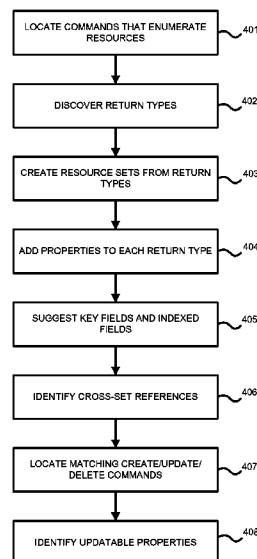 LOCATE COMMANDS THAT ENUMERATE
RESOURCES
401
DISCOVER RETURN TYPES
402
CREATE RESOURCE SETS FROM RETURN
TYPES
403
ADD PROPERTIES TO EACH RETURN TYPE
404
SUGGEST KEY FIELDS AND INDEXED
FIELDS
405
IDENTIFY CROSS-SET REFERENCES
406
LOCATE MATCHING CREATE/UPDATE/
DELETE COMMANDS
407
IDENTIFY UPDATABLE PROPERTIES
408